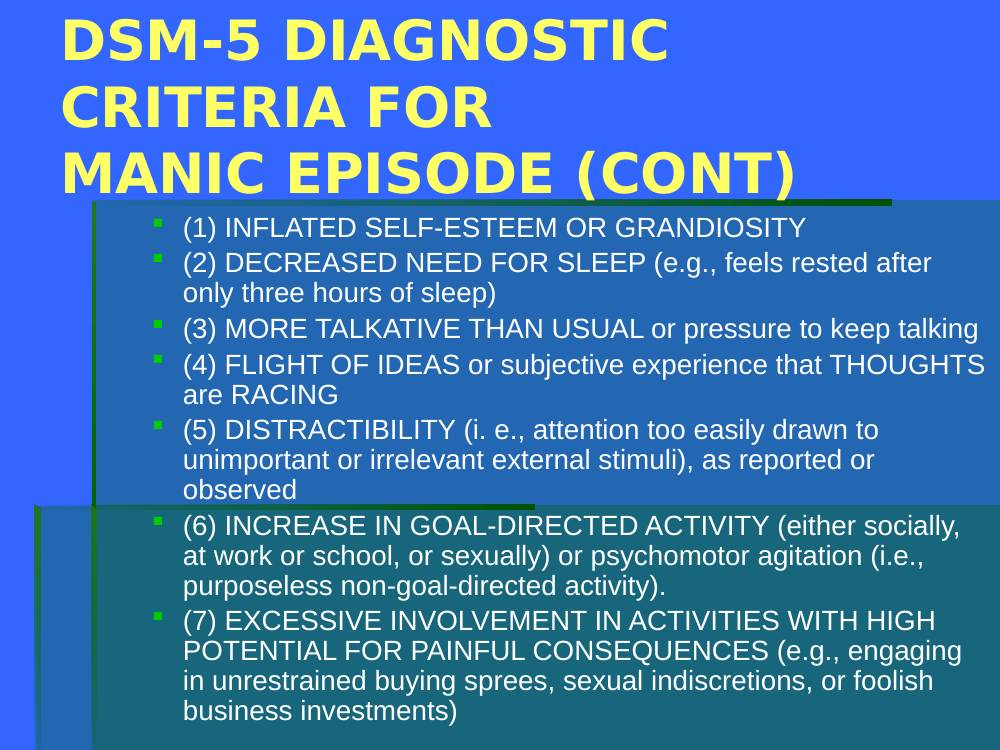 DSM-5 DIAGNOSTIC
CRITERIA FOR
MANIC EPISODE (CONT)
(1) INFLATED SELF-ESTEEM OR GRANDIOSITY
(2) DECREASED NEED FOR SLEEP (e.g., feels rested after
only three hours of sleep)
(3) MORE TALKATIVE THAN USUAL or pressure to keep talking
(4) FLIGHT OF IDEAS or subjective experience that THOUGHTS
are RACING
(5) DISTRACTIBILITY (i. e., attention too easily drawn to
unimportant or irrelevant external stimuli), as reported or
observed
(6) INCREASE IN GOAL-DIRECTED ACTIVITY (either socially,
at work or school, or sexually) or psychomotor agitation (i.e.,
purposeless non-goal-directed activity).
(7) EXCESSIVE INVOLVEMENT IN ACTIVITIES WITH HIGH
POTENTIAL FOR PAINFUL CONSEQUENCES (e.g., engaging
in unrestrained buying sprees, sexual indiscretions, or foolish
business investments)